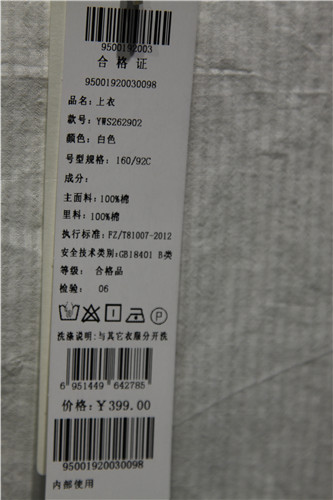 9500192003
合格证
95001920030098
品名：上衣
款号：YWS262902
颜色：白色
号型规格：160/92C
成分：
主面料：100%棉
里料：100%棉
执行标准：FZ/T81007-2012
安全技术类别：GB18401 B类
等级： 合格品
检验： 06
P
洗涤说明：与其它衣服分开洗
6 951449 642785
价格：￥399.00
95001920030098
内部使用